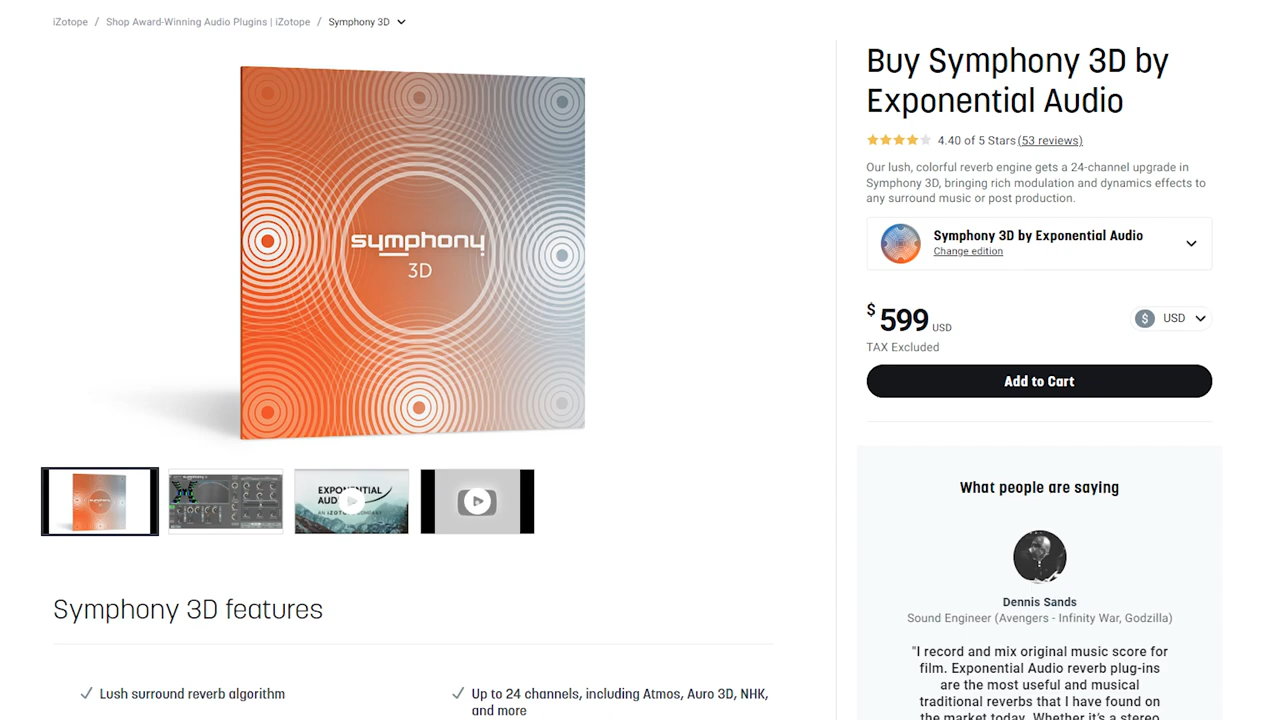 iZotope / Shop Award-Winning Audio Plugins | iZotope / Symphony 3D
symphony
3D
EXPONENTIAL
AUD
Symphony 3D features
Lush surround reverb algorithm
Up to 24 channels, including Atmos, Auro 3D, NHK,
and more
Buy Symphony 3D by
Exponential Audio
4.40 of 5 Stars (53 reviews)
Our lush, colorful reverb engine gets a 24-channel upgrade in
Symphony 3D, bringing rich modulation and dynamics effects to
any surround music or post production.
Symphony 3D by Exponential Audio
Change edition
$ 599 USD
$ USD
TAX Excluded
Add to Cart
What people are saying
Dennis Sands
Sound Engineer (Avengers - Infinity War, Godzilla)
"I record and mix original music score for
film. Exponential Audio reverb plug-ins
are the most useful and musical
traditional reverbs that I have found on
the market today. Whether it's a stereo